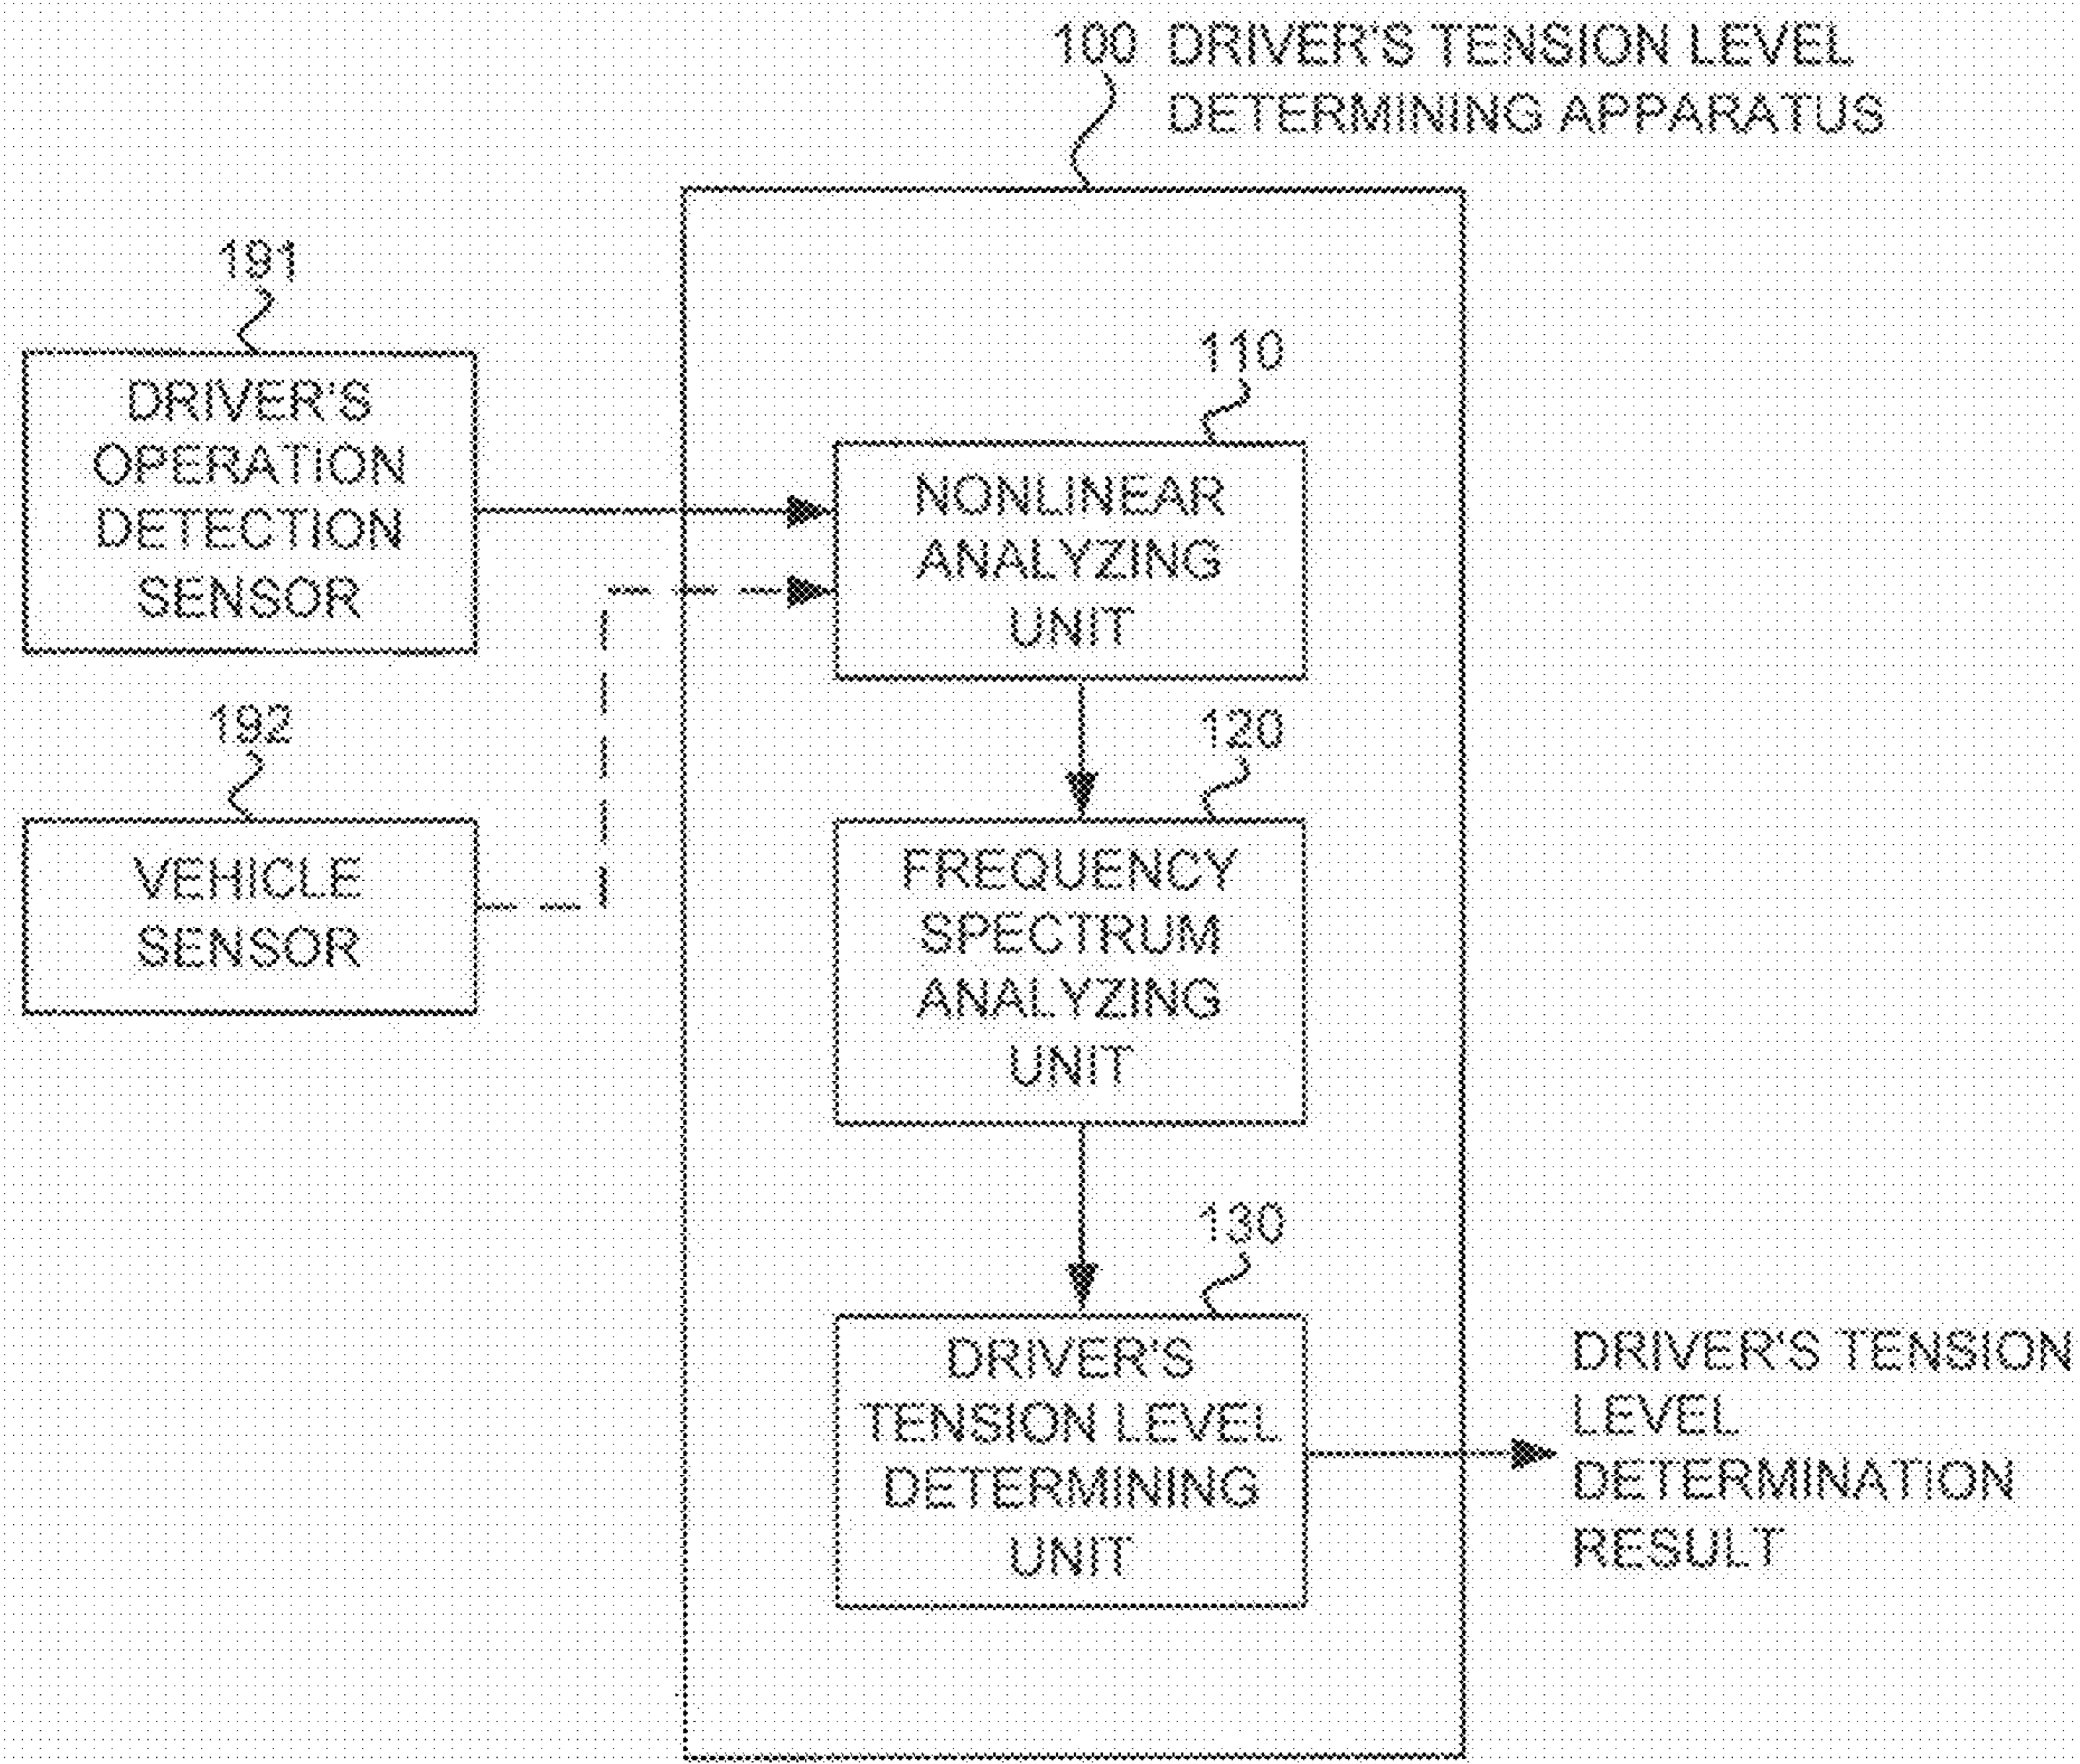 100 DRIVER'S TENSION LEVEL
DETERMINING APPARATUS
191
DRIVER'S
OPERATION
DETECTION
SENSOR
192
VEHICLE
SENSOR
110
NONLINEAR
ANALYZING
UNIT
120
FREQUENCY
SPECTRUM
ANALYZING
UNIT
130
DRIVER'S
TENSION LEVEL
DETERMINING
UNIT
DRIVER'S TENSION
LEVEL
DETERMINATION
RESULT